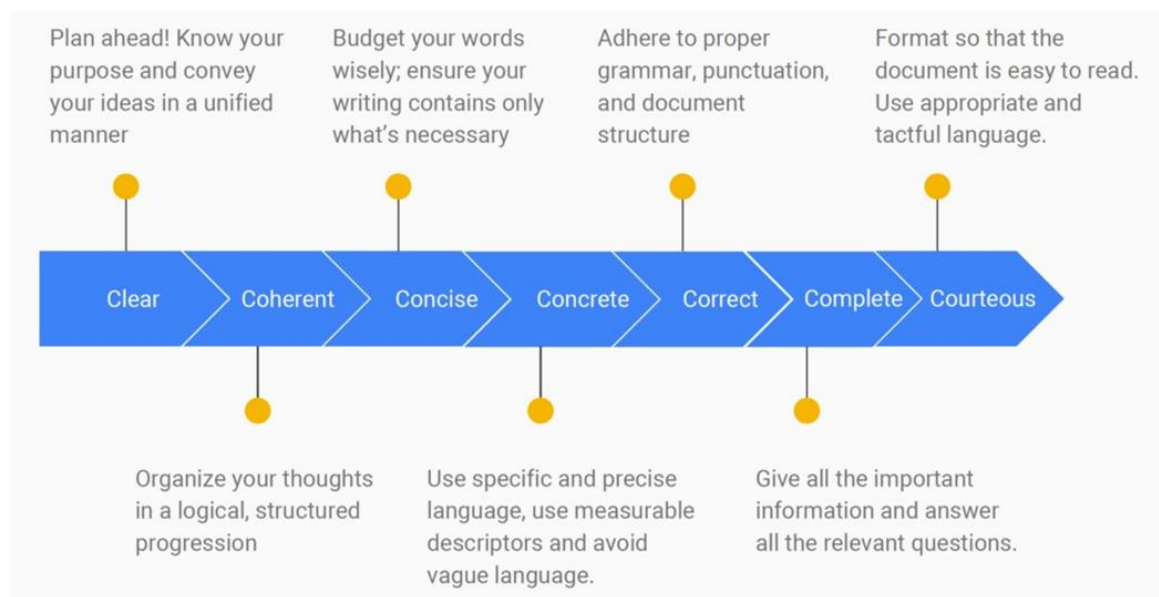 Plan ahead! Know your
purpose and convey
your ideas in a unified
manner
Budget your words
wisely; ensure your
writing contains only
what's necessary
Adhere to proper
grammar, punctuation,
and document
structure
Format so that the
document is easy to read.
Use appropriate and
tactful language.
Clear
Coherent
Concise
Concrete
Correct
Complete
Courteous
Organize your thoughts
in a logical, structured
progression
Use specific and precise
language, use measurable
descriptors and avoid
vague language.
Give all the important
information and answer
all the relevant questions.